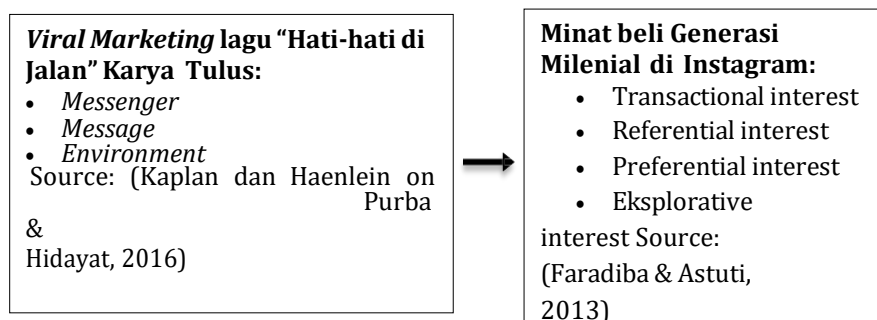 Viral Marketing lagu “Hati-hati di
Jalan” Karya Tulus:
• Messenger
• Message
• Environment
Source: (Kaplan dan Haenlein on
Purba
&
Hidayat, 2016)
Minat beli Generasi
Milenial di Instagram:
• Transactional interest
• Referential interest
• Preferential interest
• Eksplorative
interest Source:
(Faradiba & Astuti,
2013)